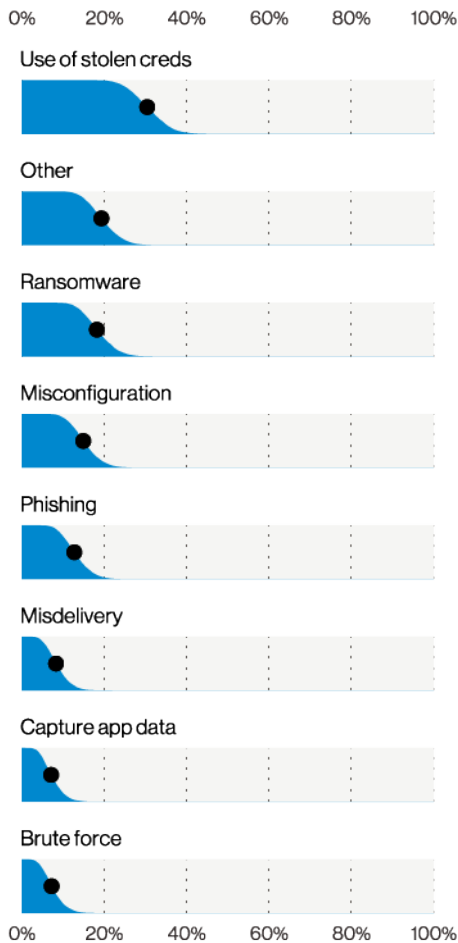 0% 20% 40% 60% 80% 100%
Use of stolen creds
Other
Ransomware
Misconfiguration
Phishing
Misdelivery
Capture app data
Brute force
0% 20% 40% 60% 80% 100%